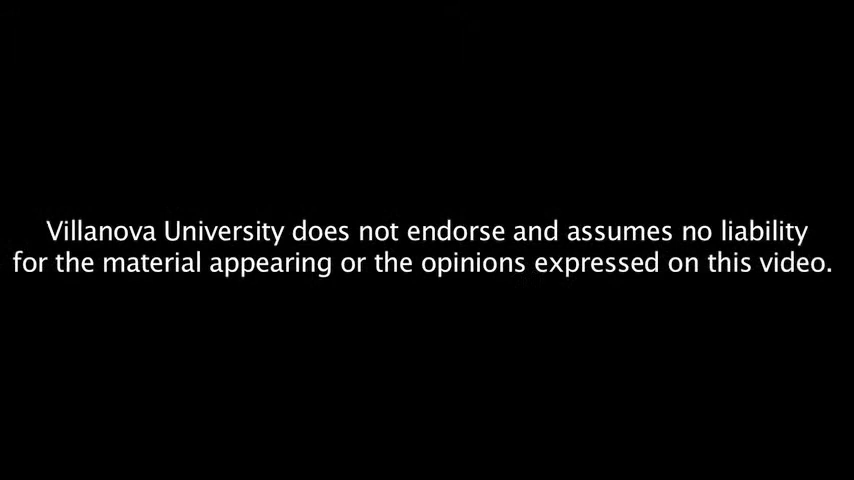 Villanova University does not endorse and assumes no liability
for the material appearing or the opinions expressed on this video.